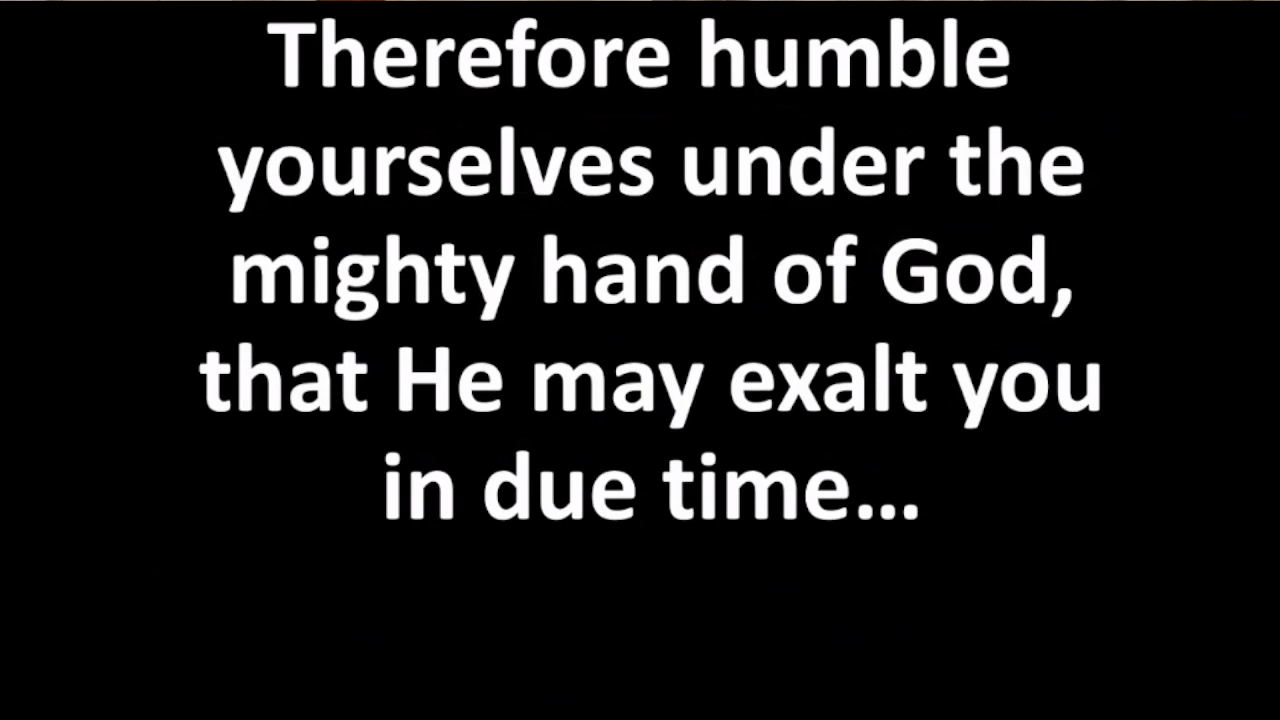 Therefore humble
yourselves under the
mighty hand of God,
that He may exalt you
in due time...